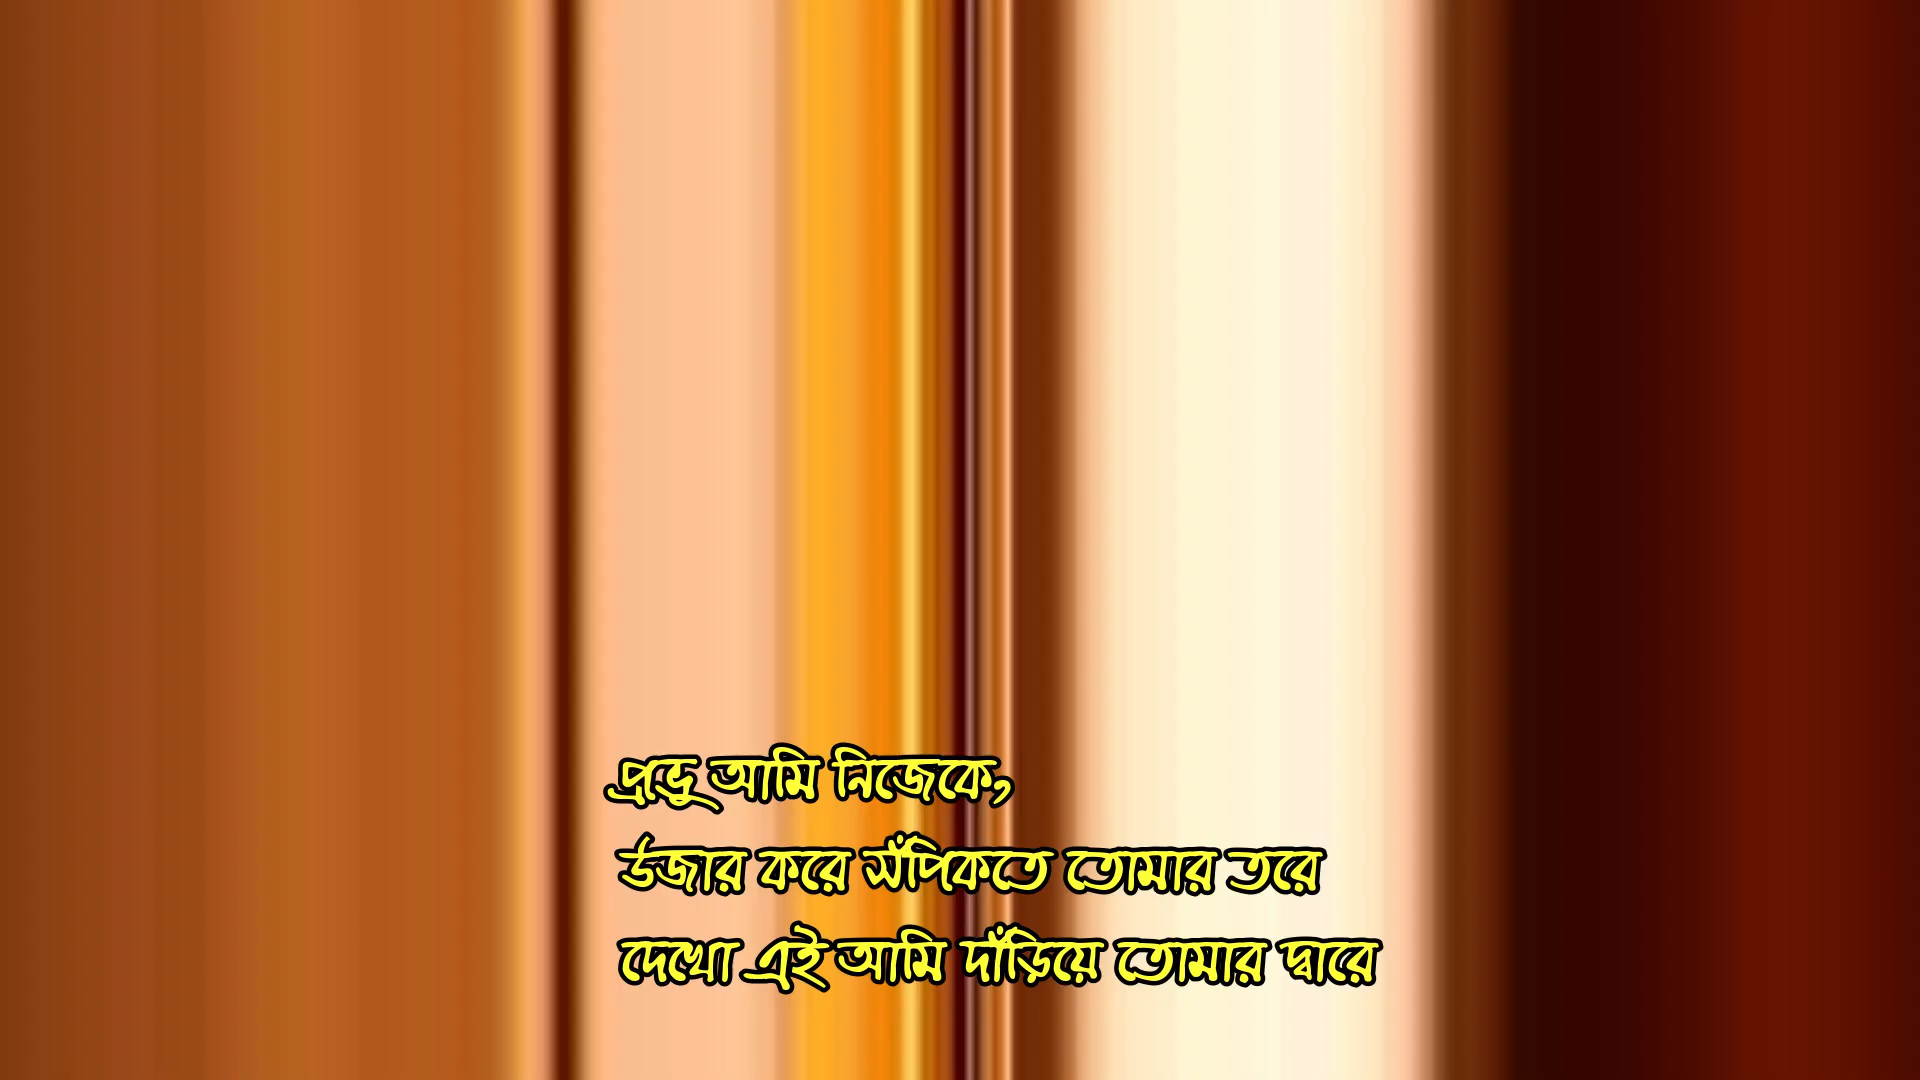 প্রভু আমি নিজেকে,
উজার করে সঁপিকতে তোমার তরে
দেখো এই আমি দাঁড়িয়ে তোমার দ্বারে